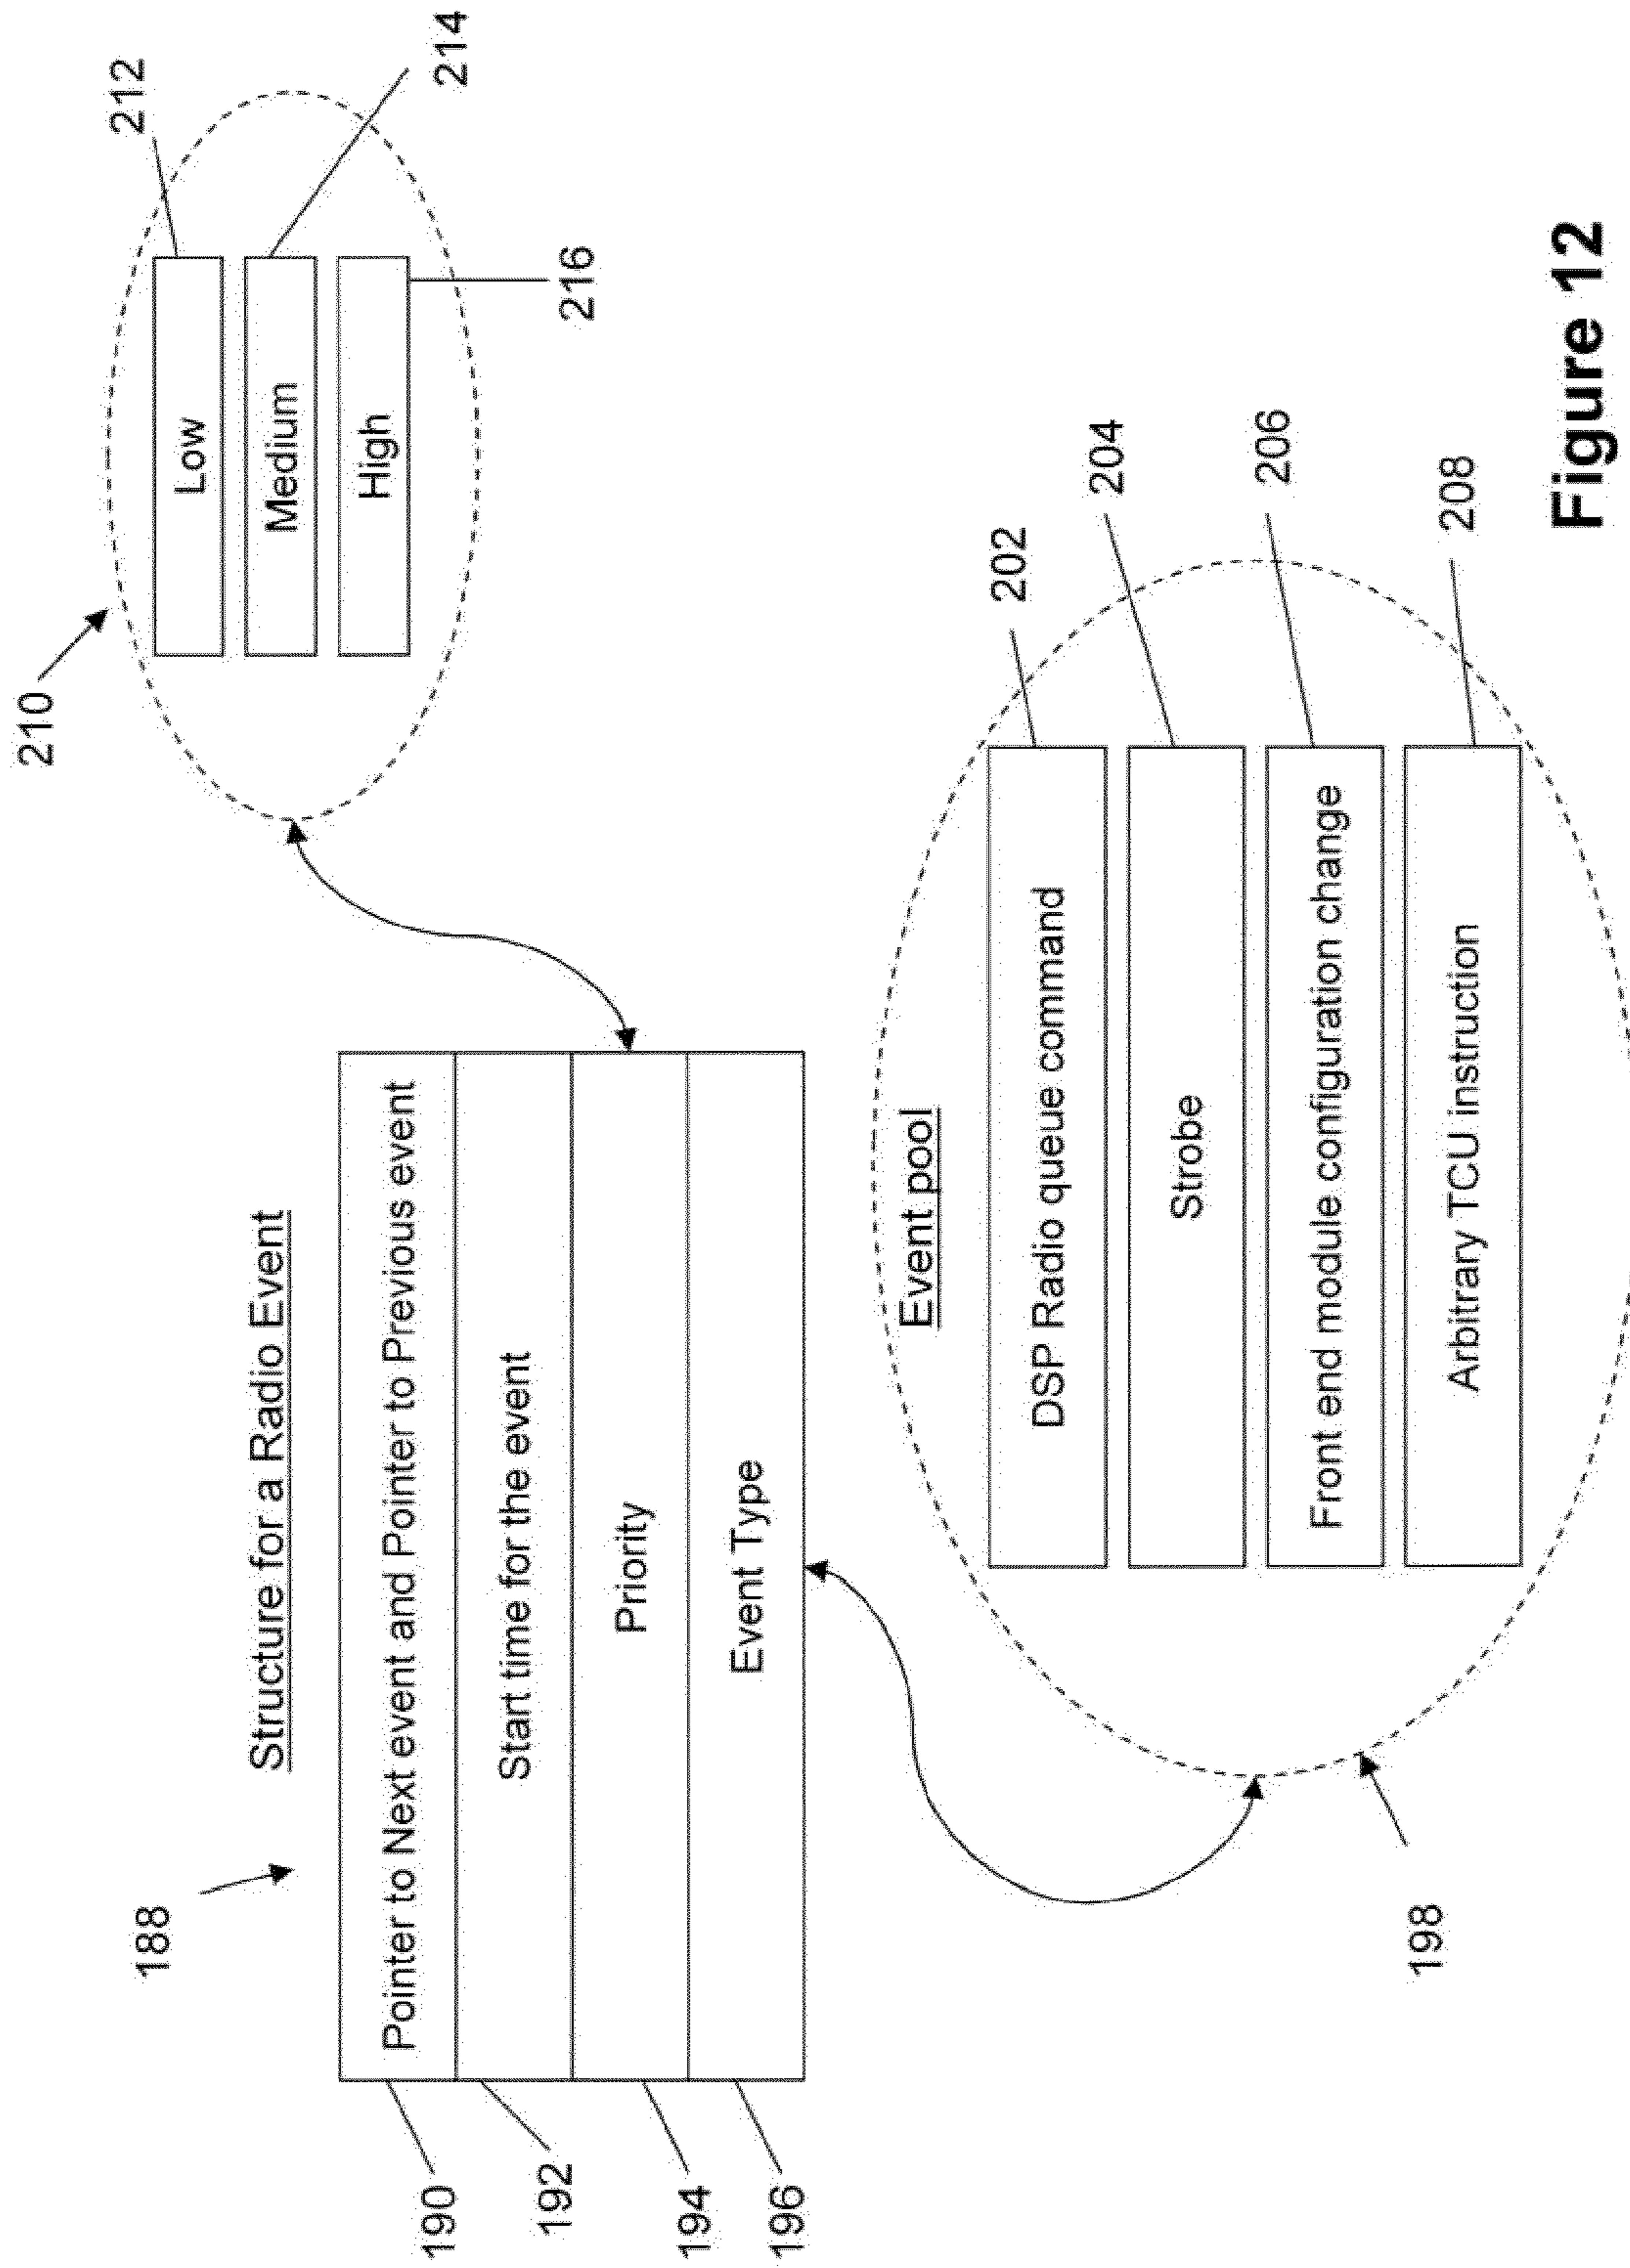 188
Structure for a Radio Event
190
Pointer to Next event and Pointer to Previous event
192
Start time for the event
194
Priority
196
Event Type
210
Low
212
Medium
214
High
216
198
Event pool
DSP Radio queue command
202
Strobe
204
Front end module configuration change
206
Arbitrary TCU instruction
208
Figure 12